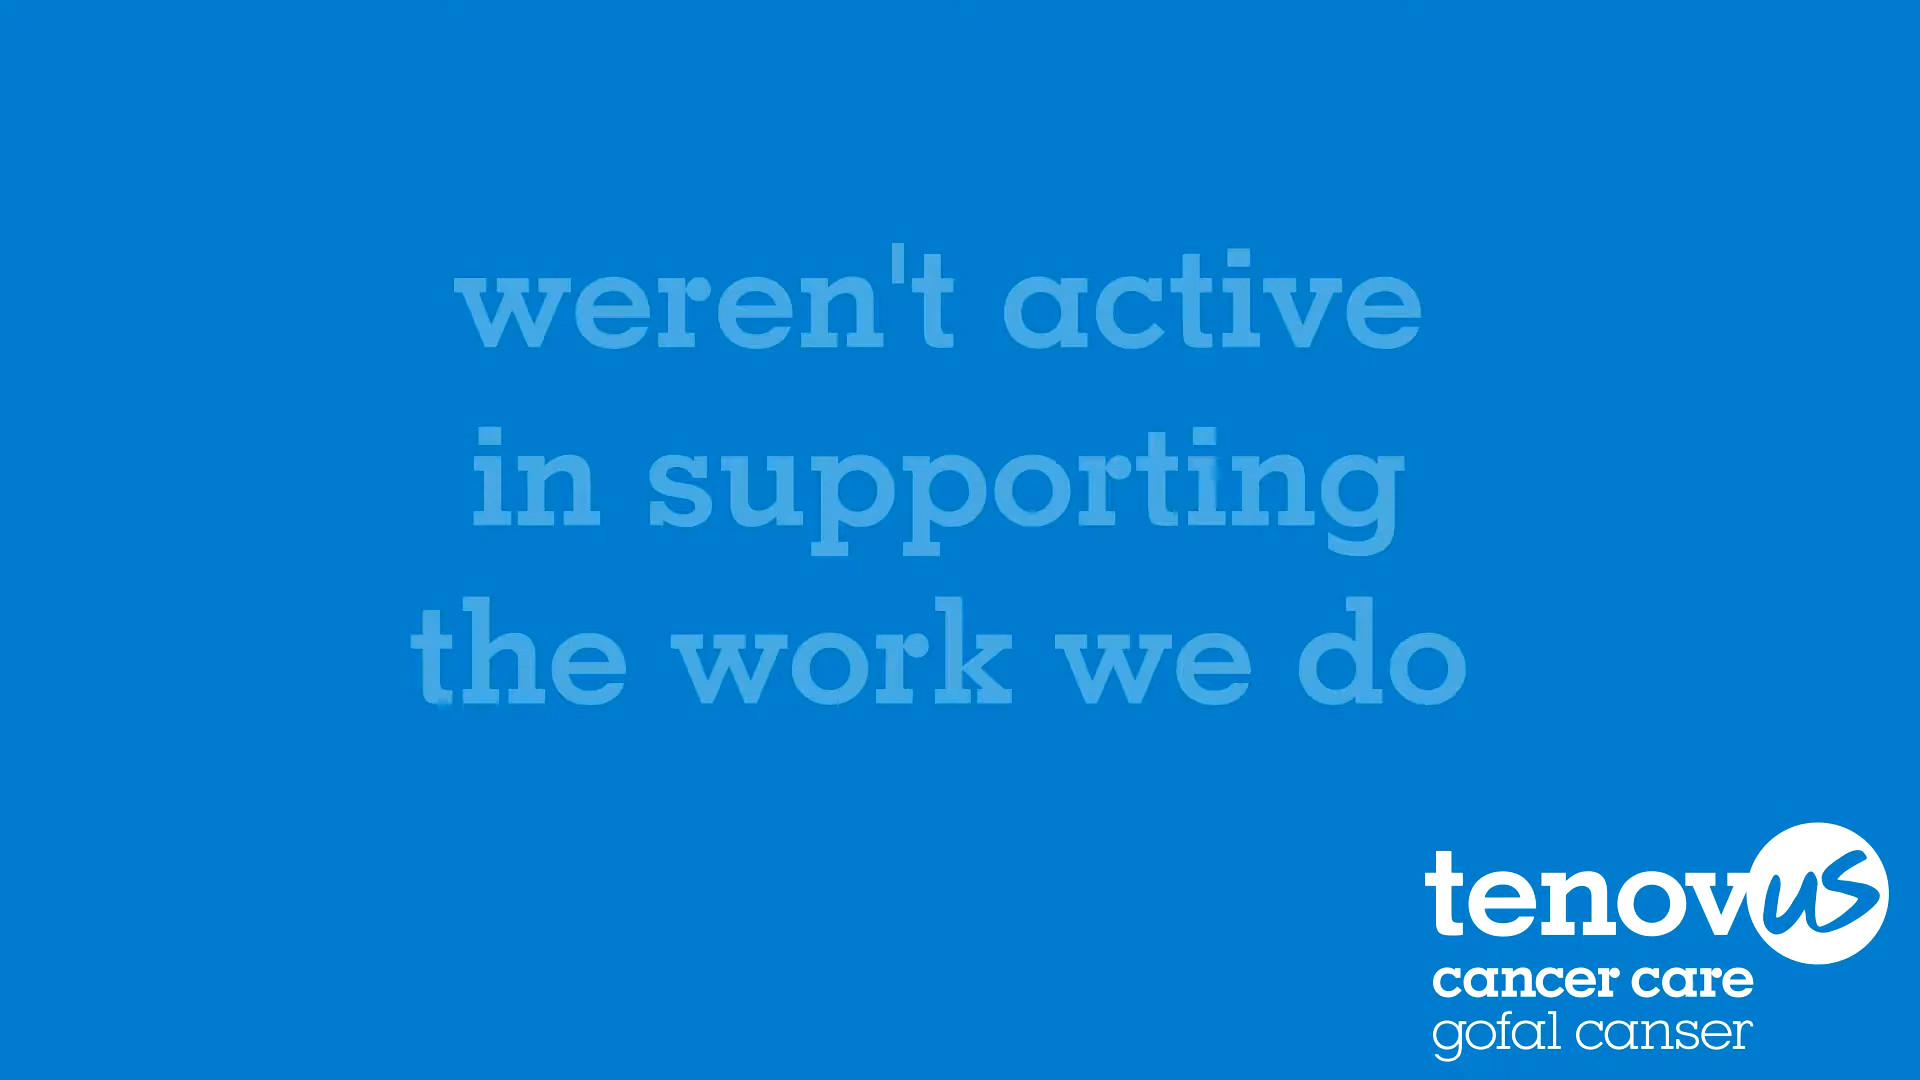 weren't active
in supporting
the work we do
tenovus
cancer care
gofal canser